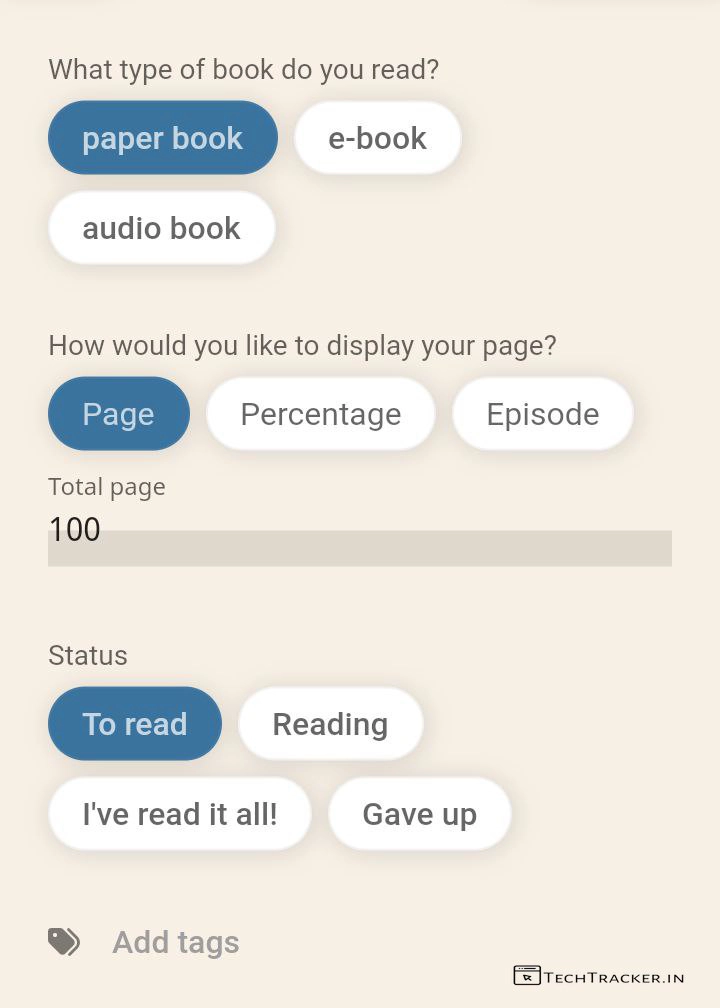 What type of book do you read?
paper book e-book
audio book
How would you like to display your page?
Page Percentage Episode
Total page
100
Status
To read Reading
I've read it all! Gave up
Add tags
TECHTRACKER.IN